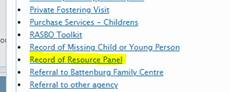 Private Fostering Visit
Purchase Services - Childrens
RASBO Toolkit
Record of Missing Child or Young Person
Record of Resource Panel
Referral to Battenburg Family Centre
Referral to other agency